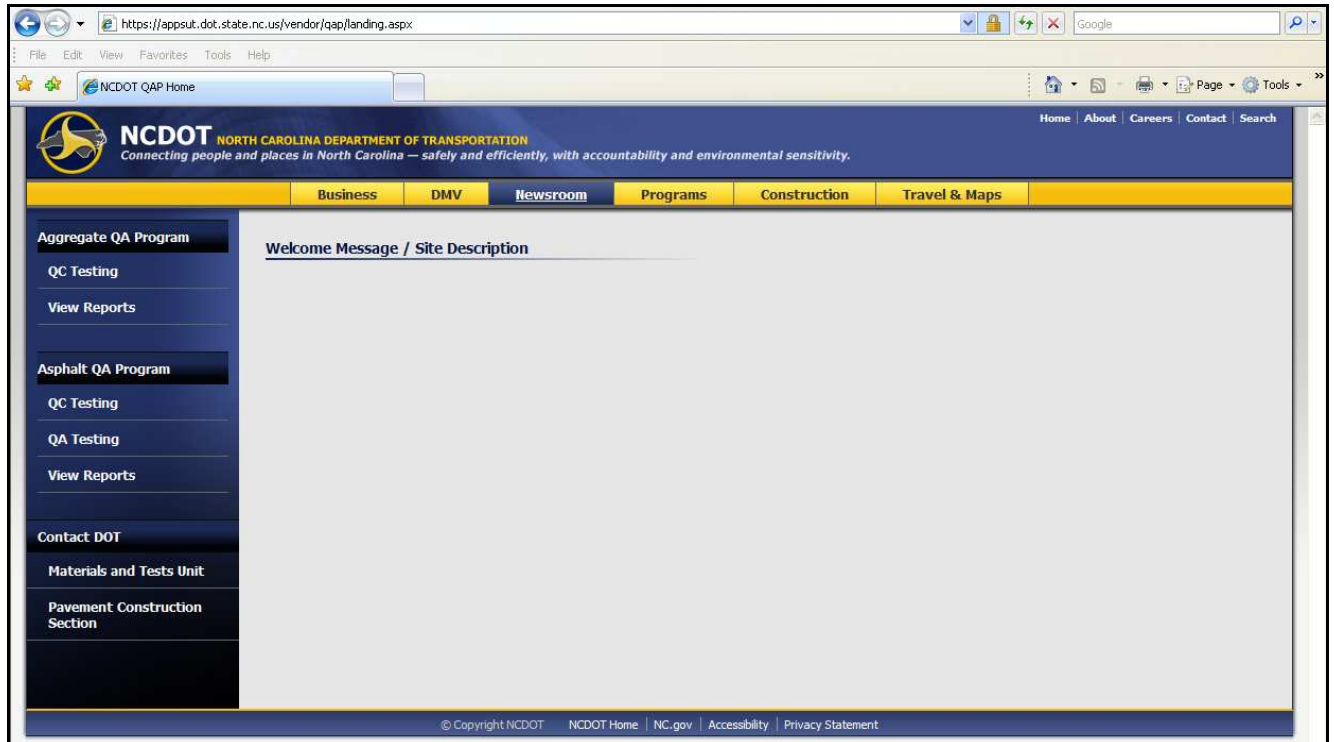 https://appsut.dot.state.nc.us/vendor/qap/landing.aspx
Google
File Edit View Favorites Tools Help
NCDOT QAP Home
Page Tools »
Home | About | Careers | Contact | Search
NCDOT NORTH CAROLINA DEPARTMENT OF TRANSPORTATION
Connecting people and places in North Carolina — safely and efficiently, with accountability and environmental sensitivity.
Business DMV Newsroom Programs Construction Travel & Maps
Aggregate QA Program
QC Testing
View Reports
Asphalt QA Program
QC Testing
QA Testing
View Reports
Contact DOT
Materials and Tests Unit
Pavement Construction
Section
Welcome Message / Site Description
© Copyright NCDOT NCDOT Home | NC.gov | Accessibility | Privacy Statement